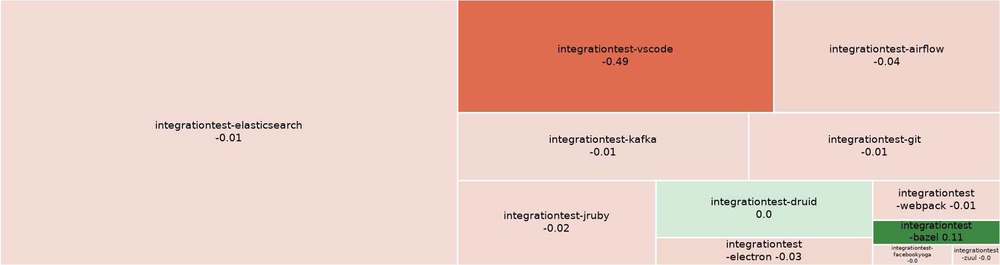 integrationtest-elasticsearch
-0.01
integrationtest-vscode
-0.49
integrationtest-airflow
-0.04
integrationtest-kafka
-0.01
integrationtest-git
-0.01
integrationtest-jruby
-0.02
integrationtest-druid
0.0
integrationtest
-electron -0.03
integrationtest
-webpack -0.01
integrationtest
-bazel 0.11
integrationtest-
facebookyoga
-0.0
integrationtest
-zuul -0.0